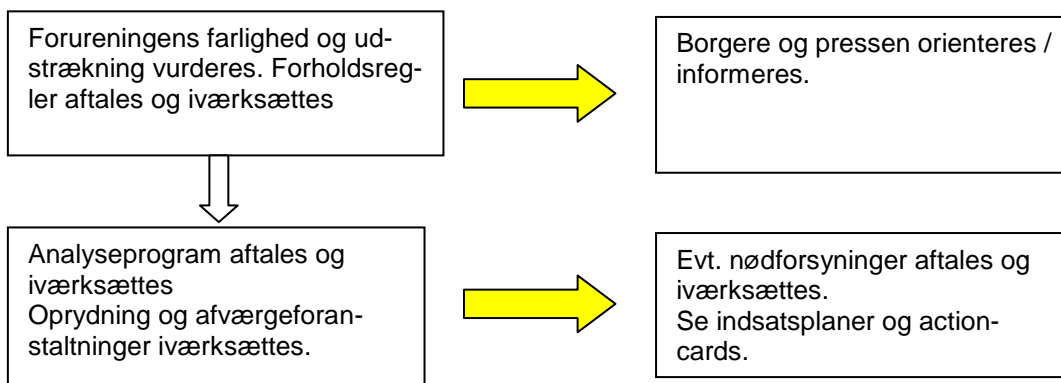 Forureningens farlighed og ud-
strækning vurderes. Forholdsreg-
ler aftales og iværksættes
Borgere og pressen orienteres /
informeres.
Analyseprogram aftales og
iværksættes
Oprydning og afværgeforan-
staltninger iværksættes.
Evt. nødforsyninger aftales og
iværksættes.
Se indsatsplaner og action-
cards.